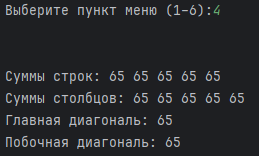 Выберите пункт меню (1-6):4
Суммы строк: 65 65 65 65 65
Суммы столбцов: 65 65 65 65 65
Главная диагональ: 65
Побочная диагональ: 65